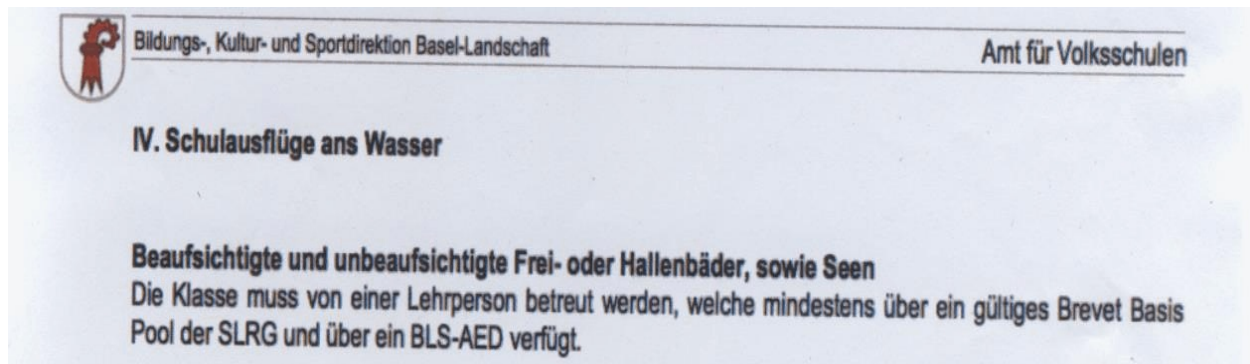 Bildungs-, Kultur- und Sportdirektion Basel-Landschaft
Amt für Volksschulen
IV. Schulausflüge ans Wasser
Beaufsichtigte und unbeaufsichtigte Frei- oder Hallenbäder, sowie Seen
Die Klasse muss von einer Lehrperson betreut werden, welche mindestens über ein gültiges Brevet Basis
Pool der SLRG und über ein BLS-AED verfügt.